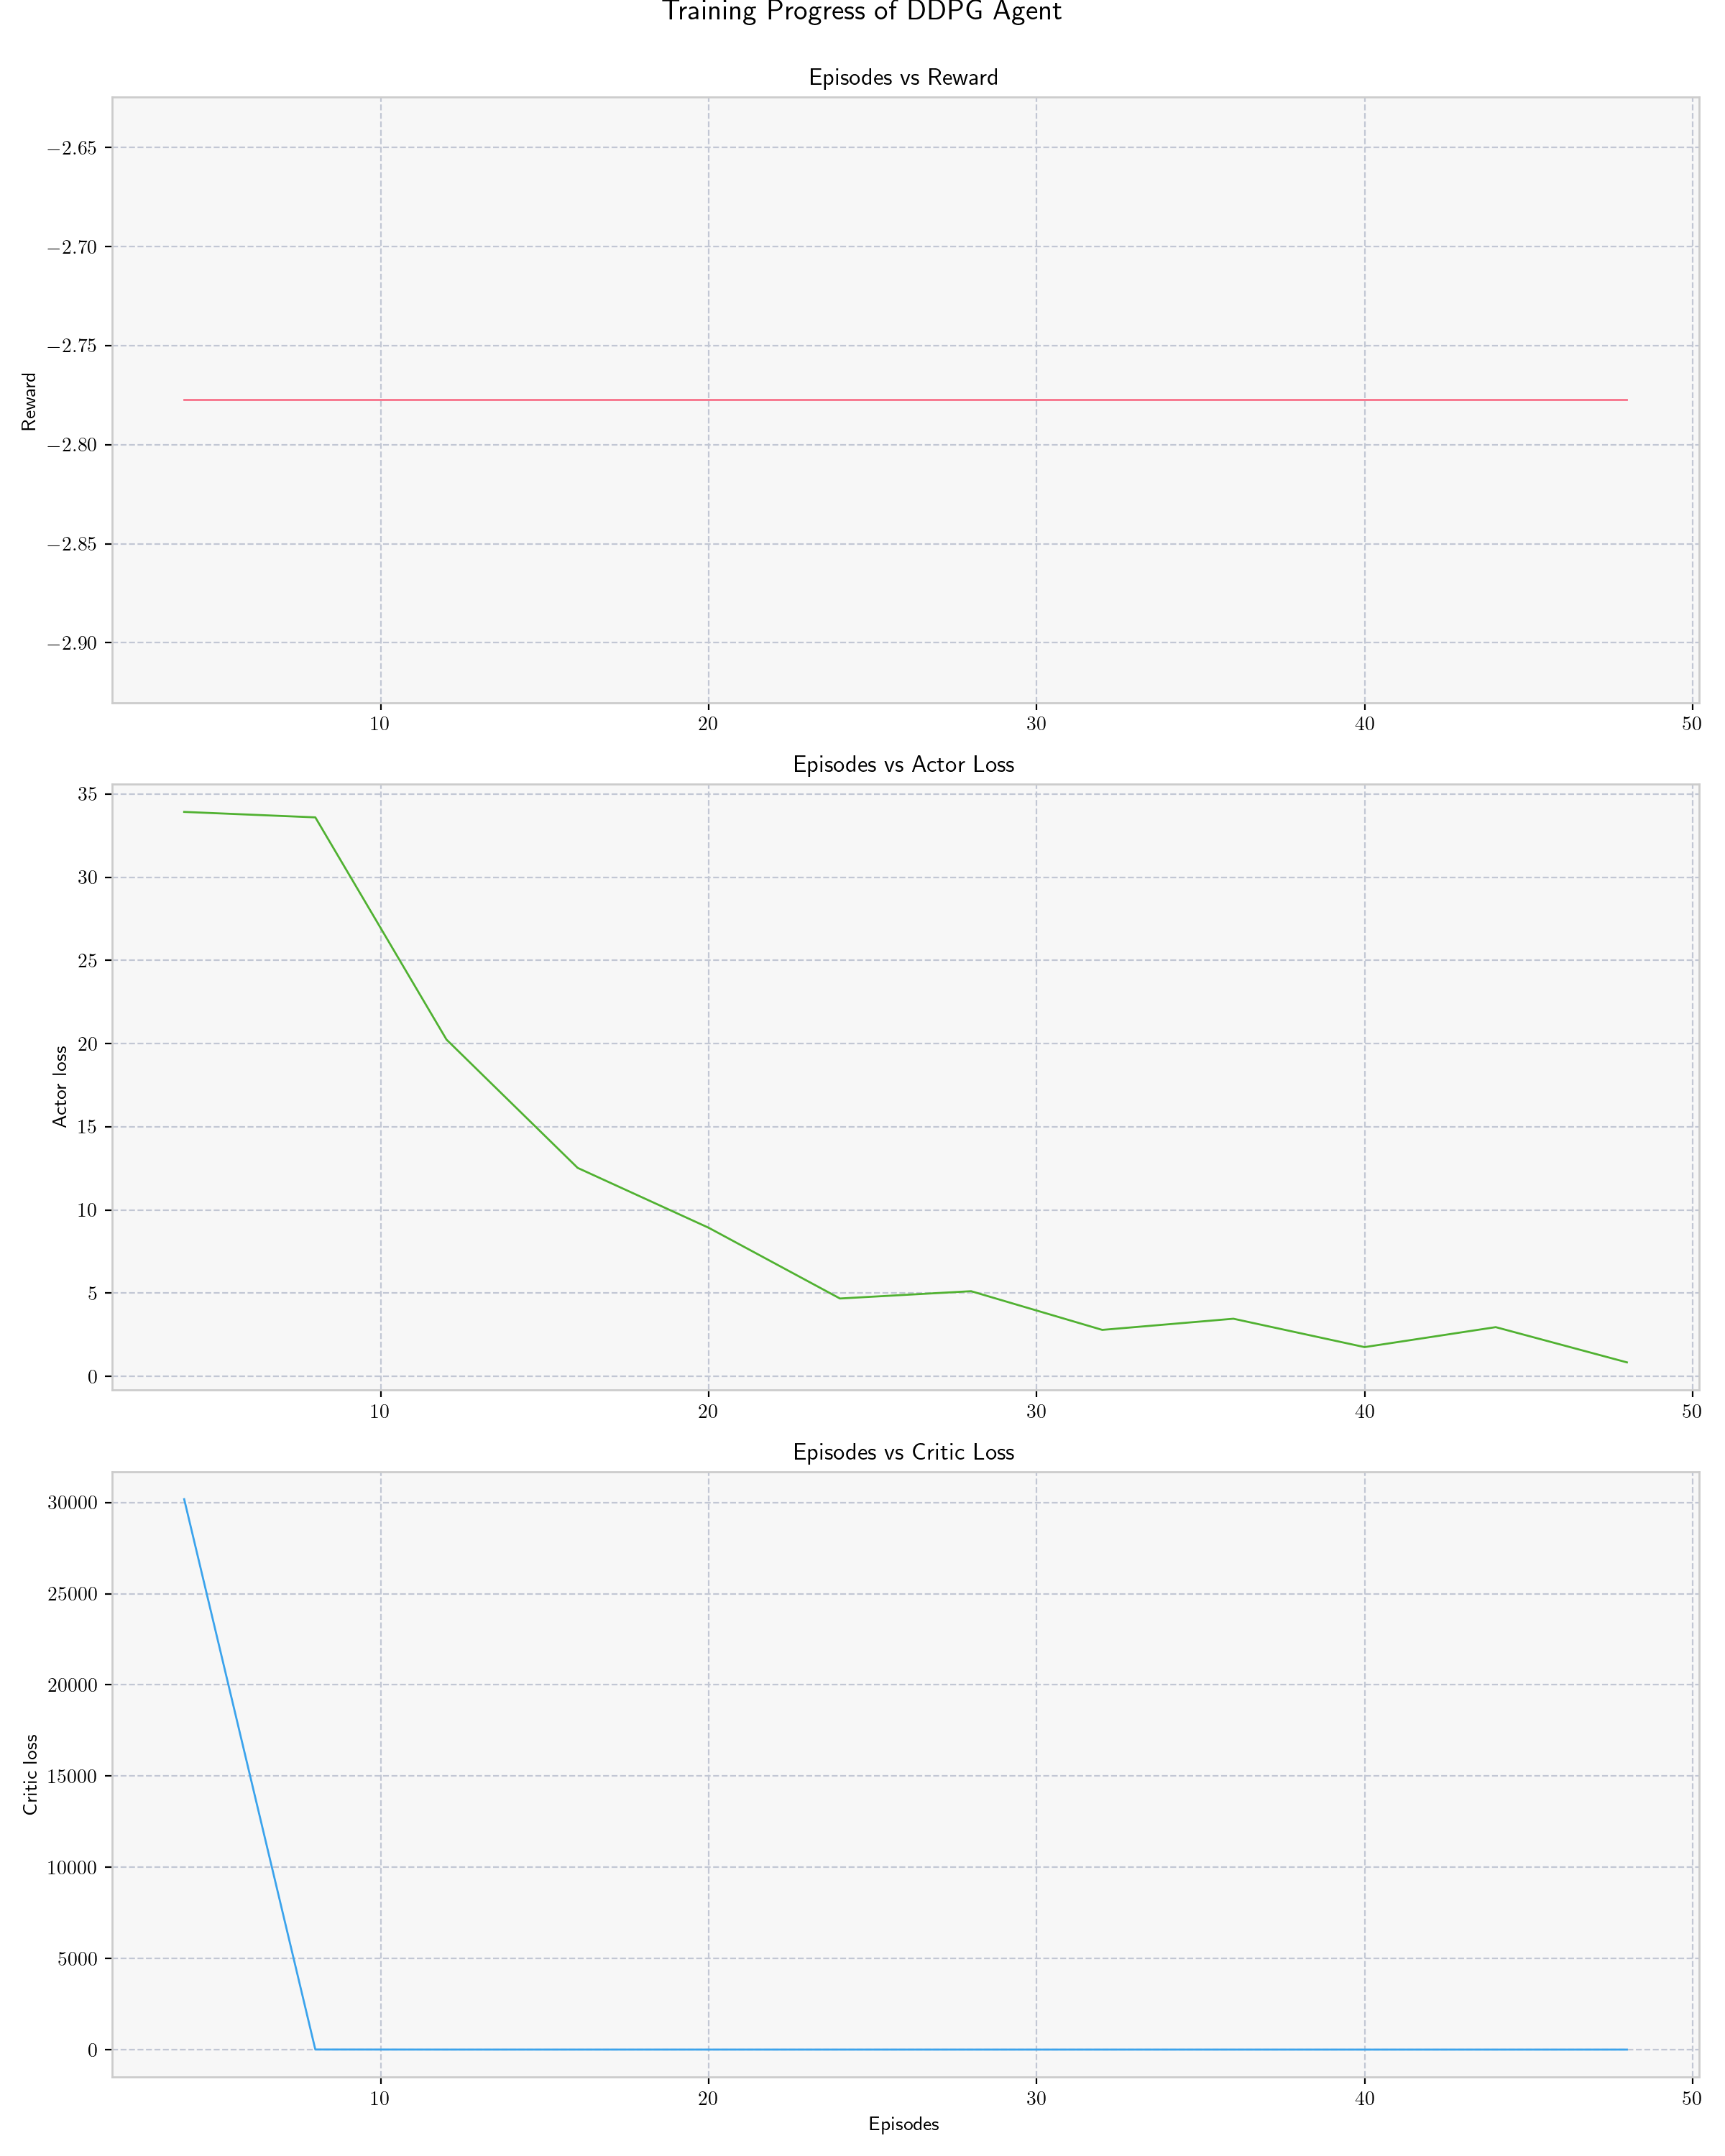 Training Progress of DDPG Agent
Episodes vs Reward
Reward
−2.65
−2.70
−2.75
−2.80
−2.85
−2.90
10 20 30 40 50
Episodes vs Actor Loss
Actor loss
35
30
25
20
15
10
5
0
10 20 30 40 50
Episodes vs Critic Loss
Critic loss
30000
25000
20000
15000
10000
5000
0
10 20 30 40 50
Episodes